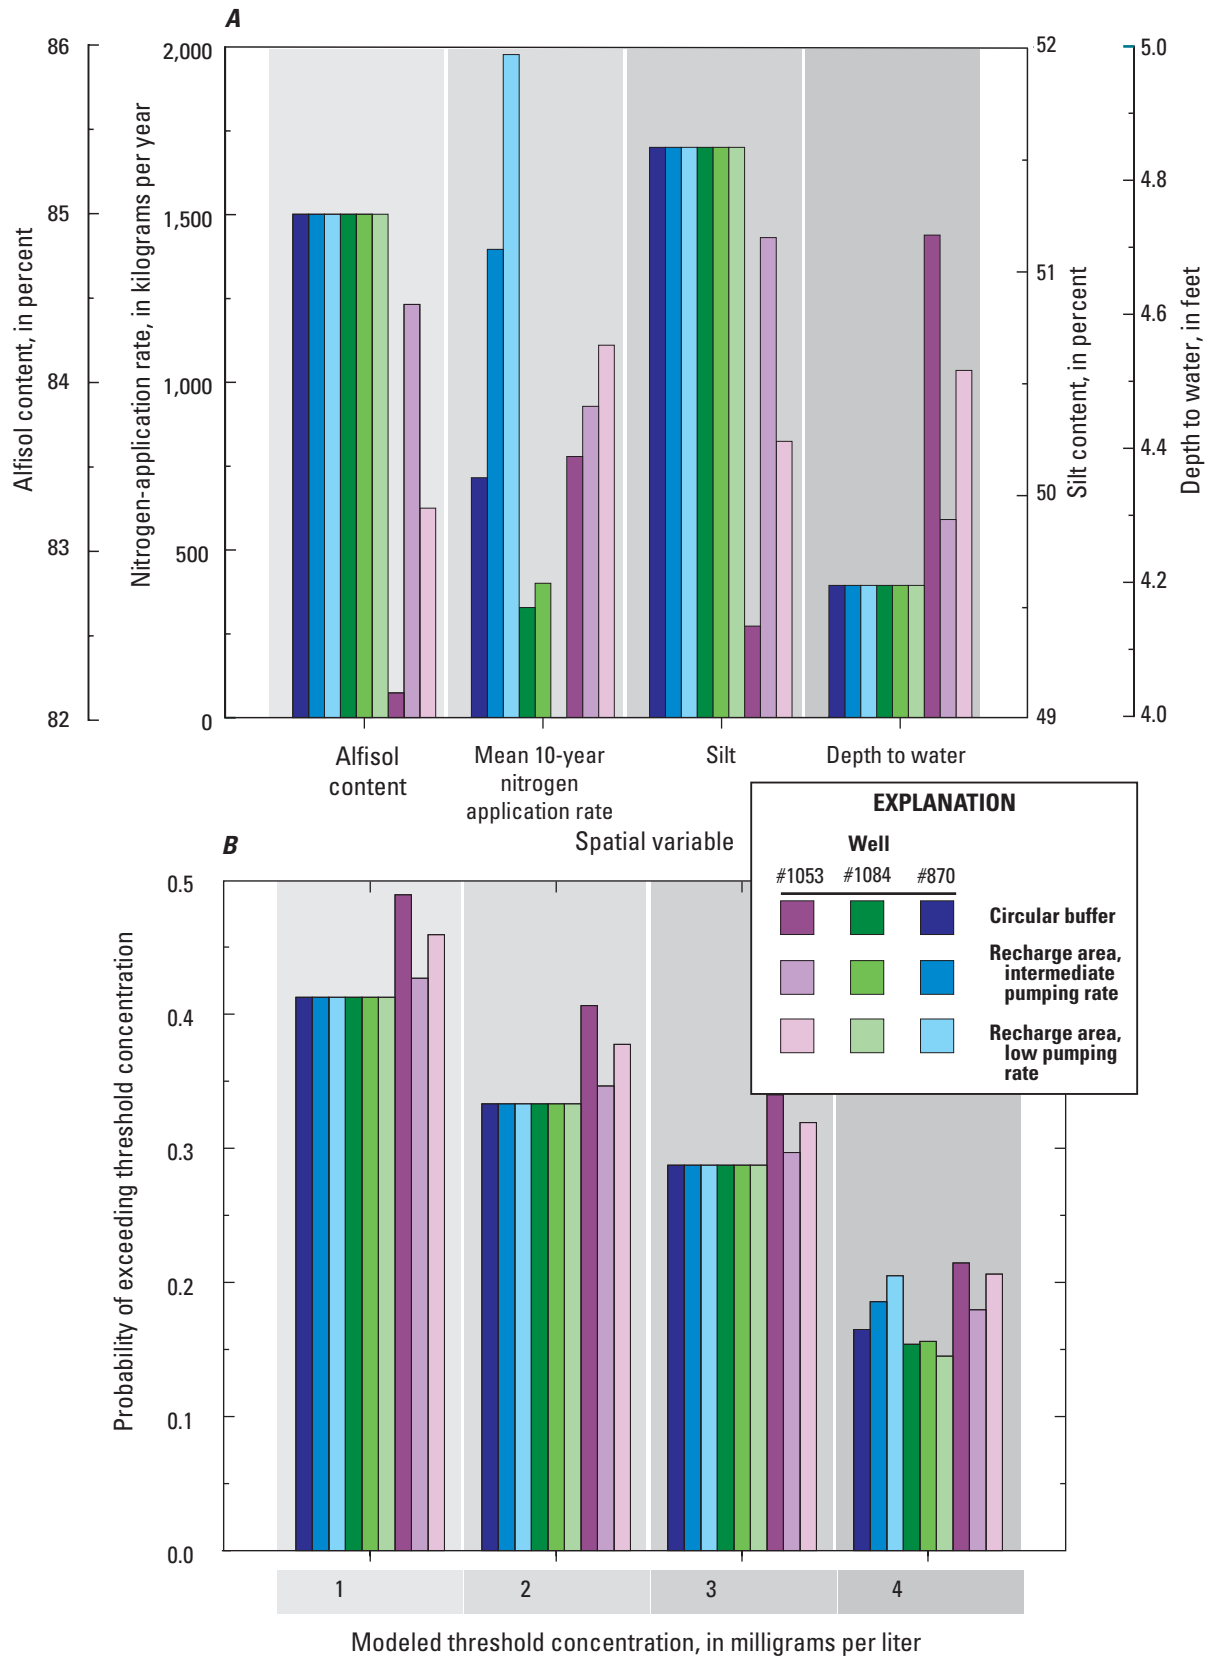 A
86
85
84
83
82
Alfisol content, in percent
2,000
1,500
1,000
500
0
Nitrogen-application rate, in kilograms per year
52
51
50
49
Silt content, in percent
5.0
4.8
4.6
4.4
4.2
4.0
Depth to water, in feet
Alfisol
content
Mean 10-year
nitrogen
application rate
Silt
Depth to water
Spatial variable
EXPLANATION
Well
#1053 #1084 #870
Circular buffer
Recharge area,
intermediate
pumping rate
Recharge area,
low pumping
rate
B
0.5
0.4
0.3
0.2
0.1
0.0
Probability of exceeding threshold concentration
1 2 3 4
Modeled threshold concentration, in milligrams per liter